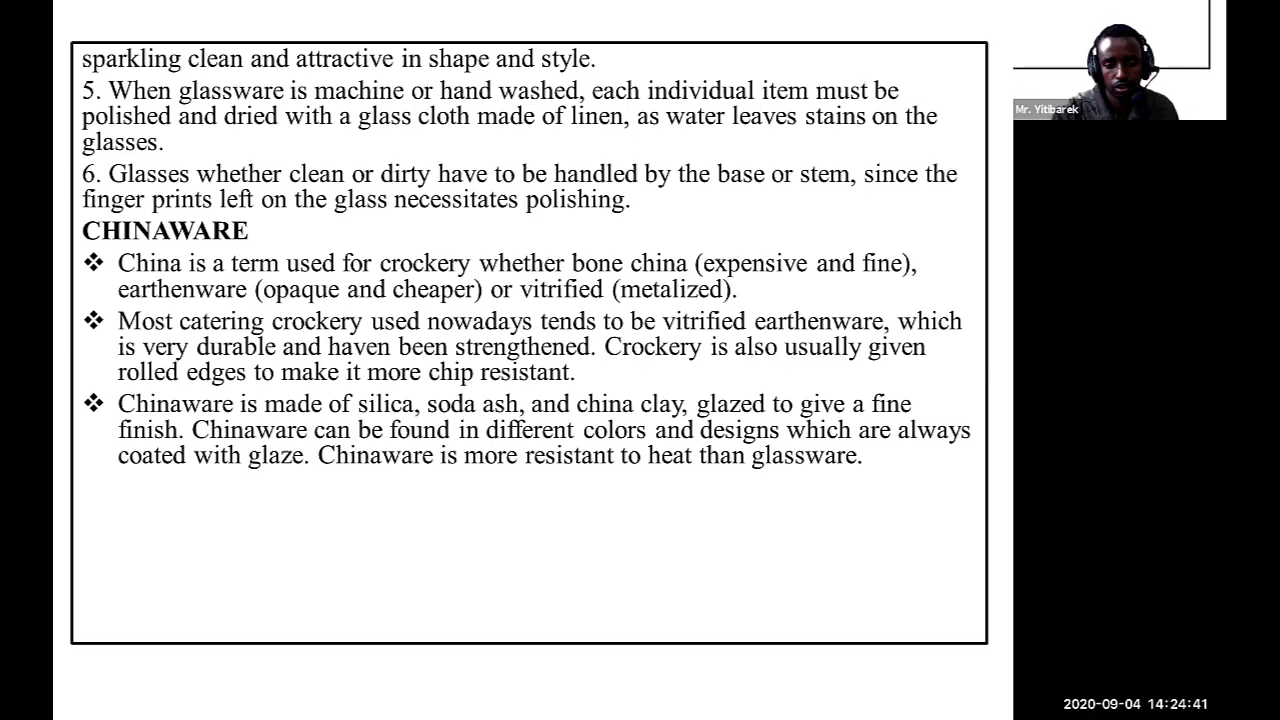 sparkling clean and attractive in shape and style.
5. When glassware is machine or hand washed, each individual item must be
polished and dried with a glass cloth made of linen, as water leaves stains on the
glasses.
6. Glasses whether clean or dirty have to be handled by the base or stem, since the
finger prints left on the glass necessitates polishing.
CHINAWARE
❖ China is a term used for crockery whether bone china (expensive and fine),
earthenware (opaque and cheaper) or vitrified (metalized).
❖ Most catering crockery used nowadays tends to be vitrified earthenware, which
is very durable and haven been strengthened. Crockery is also usually given
rolled edges to make it more chip resistant.
❖ Chinaware is made of silica, soda ash, and china clay, glazed to give a fine
finish. Chinaware can be found in different colors and designs which are always
coated with glaze. Chinaware is more resistant to heat than glassware.
Mr. Yitibarek
2020-09-04 14:24:41